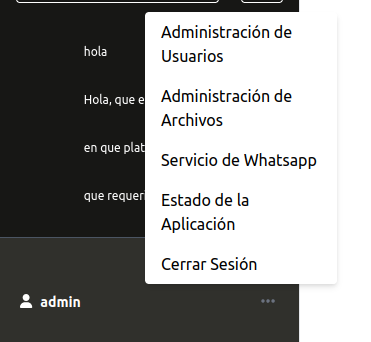 hola
Hola, que e
en que plat
que requeri
Administración de
Usuarios
Administración de
Archivos
Servicio de Whatsapp
Estado de la
Aplicación
Cerrar Sesión
admin